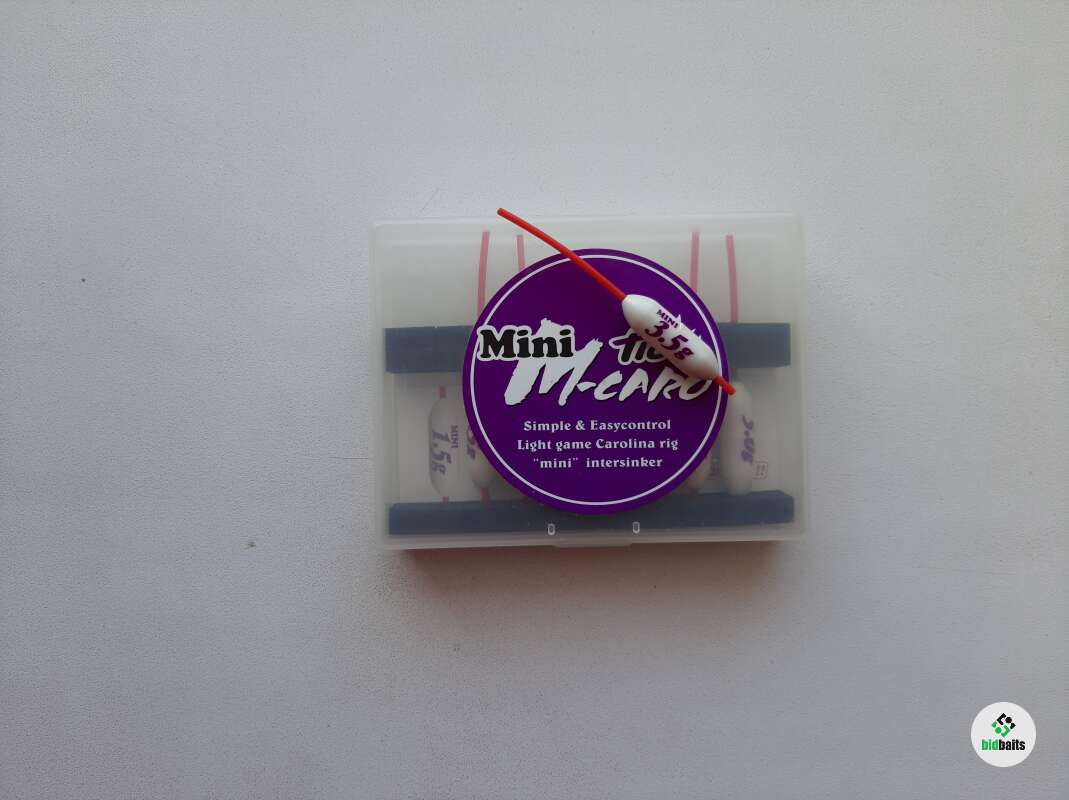 Mini
M-CARO
MINI
3.5g
Simple & Easycontrol
Light game Carolina rig
"mini" intersinker
MINI
1.5g
bidbaits